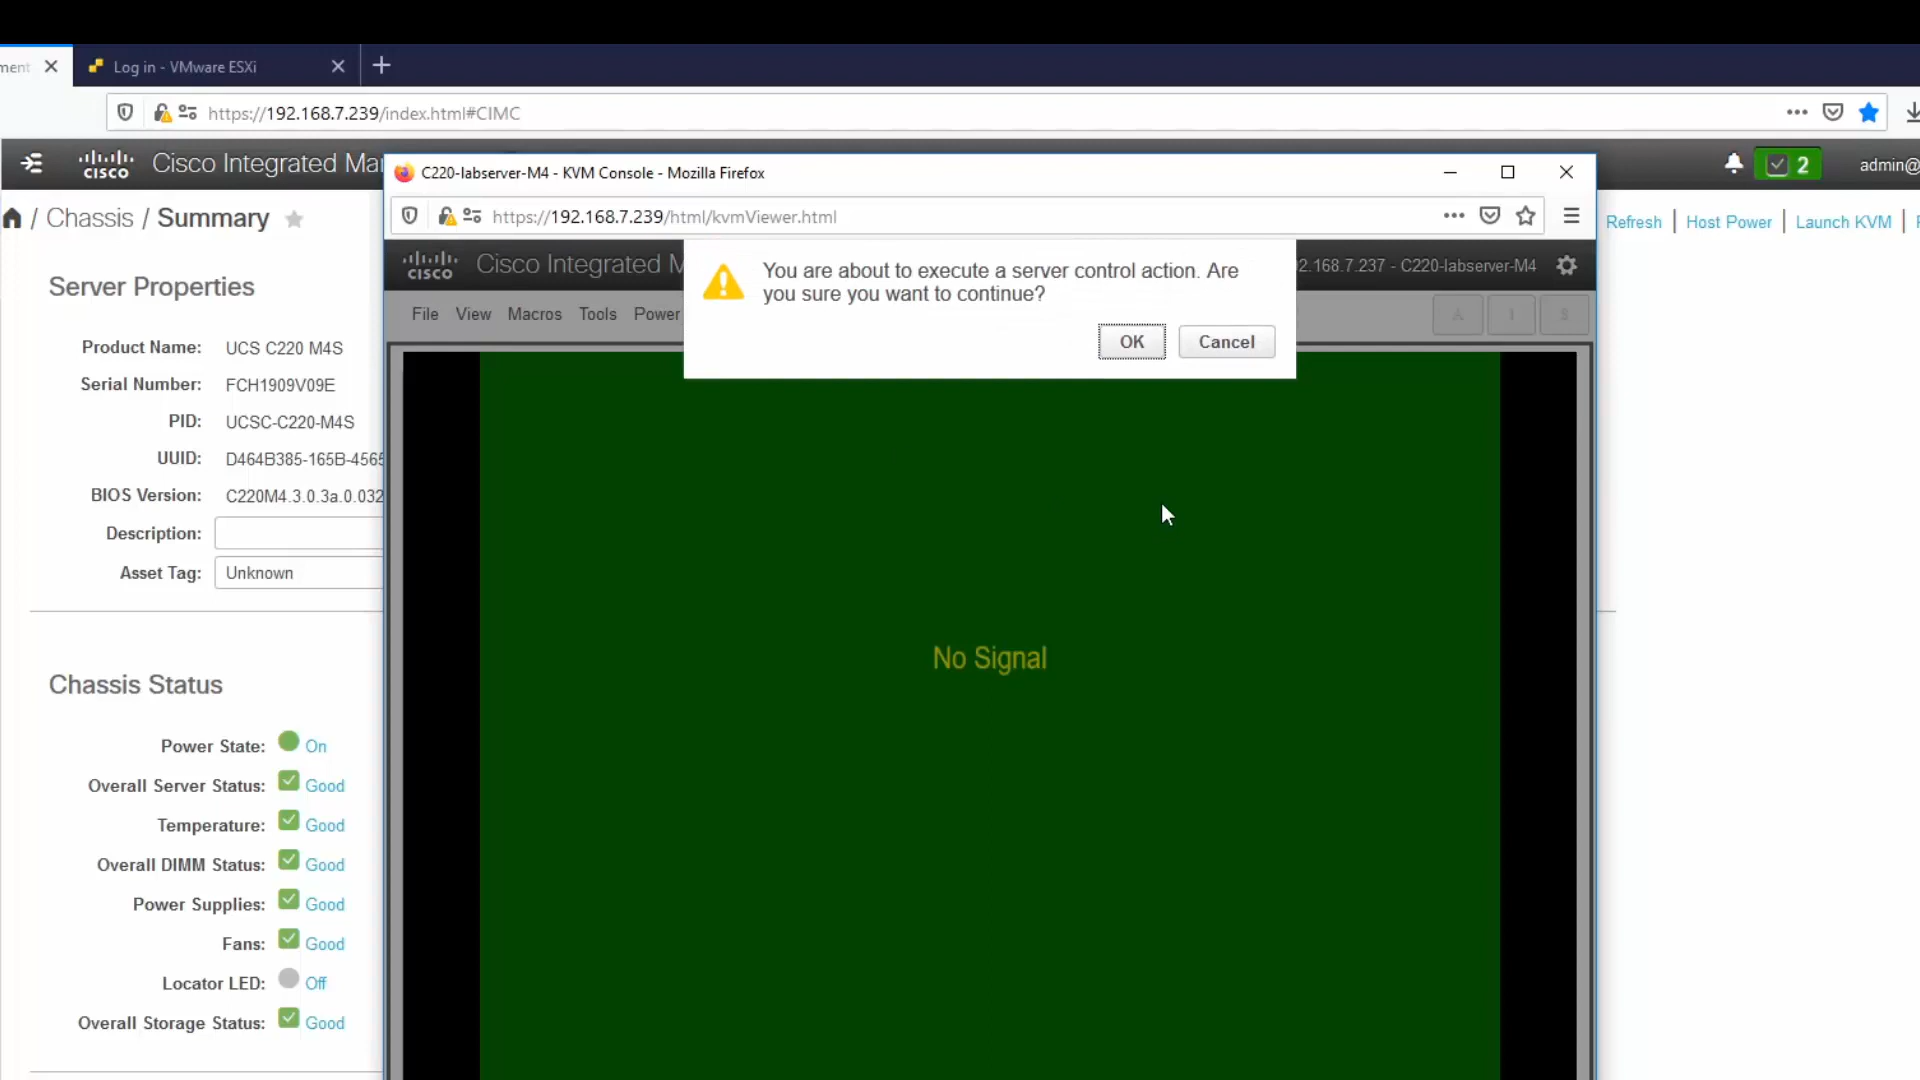 ment
Log in - VMware ESXi
https://192.168.7.239/index.html#CIMC
cisco
Cisco Integrated Ma
C220-labserver-M4 - KVM Console - Mozilla Firefox
2
admin@
/ Chassis / Summary
https://192.168.7.239/html/kvmViewer.html
Refresh
Host Power
Launch KVM
cisco
Cisco Integrated M
You are about to execute a server control action. Are
you sure you want to continue?
OK
Cancel
2.168.7.237 - C220-labserver-M4
File
View
Macros
Tools
Power
A
1
Server Properties
Product Name: UCS C220 M4S
Serial Number: FCH1909V09E
PID: UCSC-C220-M4S
UUID: D464B385-165B-4565
BIOS Version: C220M4.3.0.3a.0.032
Description:
Asset Tag: Unknown
No Signal
Chassis Status
Power State: On
Overall Server Status: Good
Temperature: Good
Overall DIMM Status: Good
Power Supplies: Good
Fans: Good
Locator LED: Off
Overall Storage Status: Good